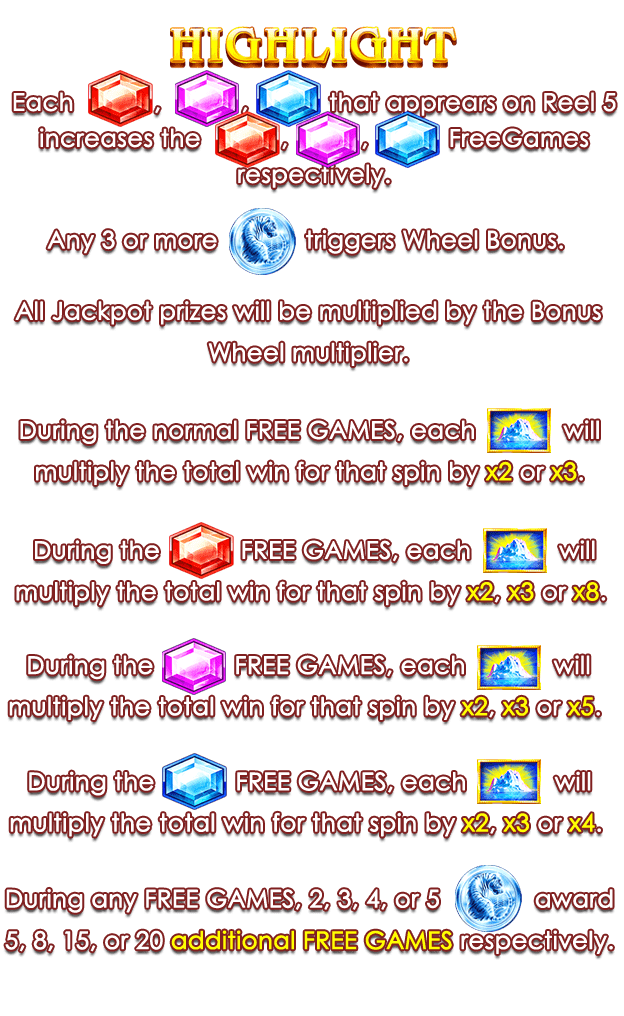 HIGHLIGHT
Each , , that apprears on Reel 5
increases the , , FreeGames
respectively.
Any 3 or more triggers Wheel Bonus.
All Jackpot prizes will be multiplied by the Bonus
Wheel multiplier.
During the normal FREE GAMES, each will
multiply the total win for that spin by x2 or x3.
During the FREE GAMES, each will
multiply the total win for that spin by x2, x3 or x8.
During the FREE GAMES, each will
multiply the total win for that spin by x2, x3 or x5.
During the FREE GAMES, each will
multiply the total win for that spin by x2, x3 or x4.
During any FREE GAMES, 2, 3, 4, or 5 award
5, 8, 15, or 20 additional FREE GAMES respectively.